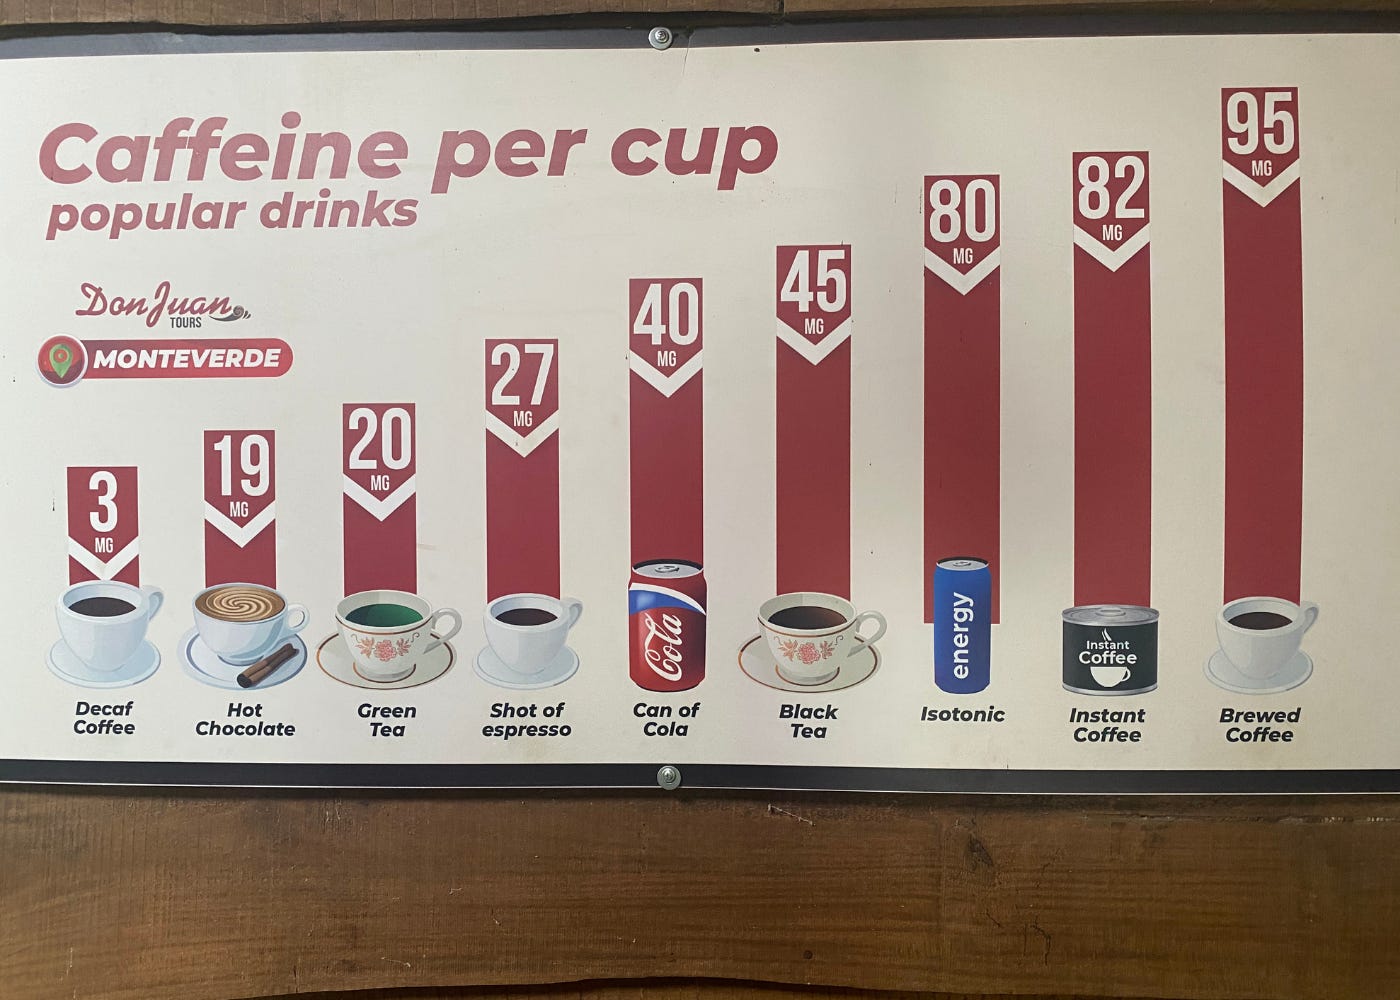 Caffeine per cup
popular drinks
Don Juan
TOURS
MONTEVERDE
3
MG
19
MG
20
MG
27
MG
40
MG
45
MG
80
MG
82
MG
95
MG
Cola
energy
Instant
Coffee
Decaf
Coffee
Hot
Chocolate
Green
Tea
Shot of
espresso
Can of
Cola
Black
Tea
Isotonic
Instant
Coffee
Brewed
Coffee